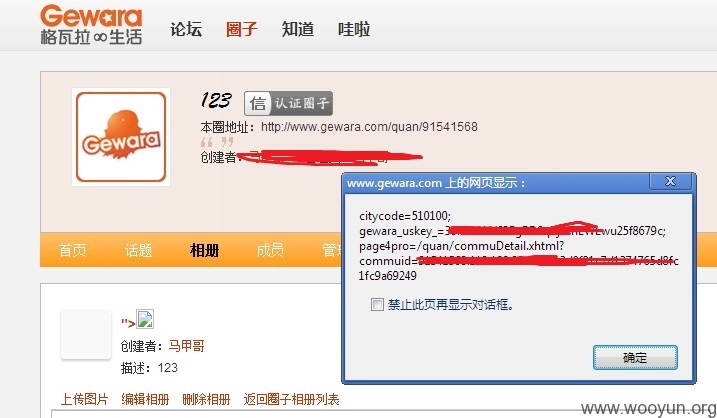 Gewara
格瓦拉∞生活
论坛 圈子 知道 哇啦
Gewara
123 信 认证圈子
本圈地址：http://www.gewara.com/quan/91541568
创建者：
首页 话题 相册 成员
www.gewara.com 上的网页显示：
citycode=510100;
gewara_uskey_=
wu25f8679c;
page4pro=/quan/commuDetail.xhtml?
commuid=
1fc9a69249
禁止此页再显示对话框。
确定
">
创建者：马甲哥
描述：123
上传图片 编辑相册 删除相册 返回圈子相册列表
www.wooyun.org